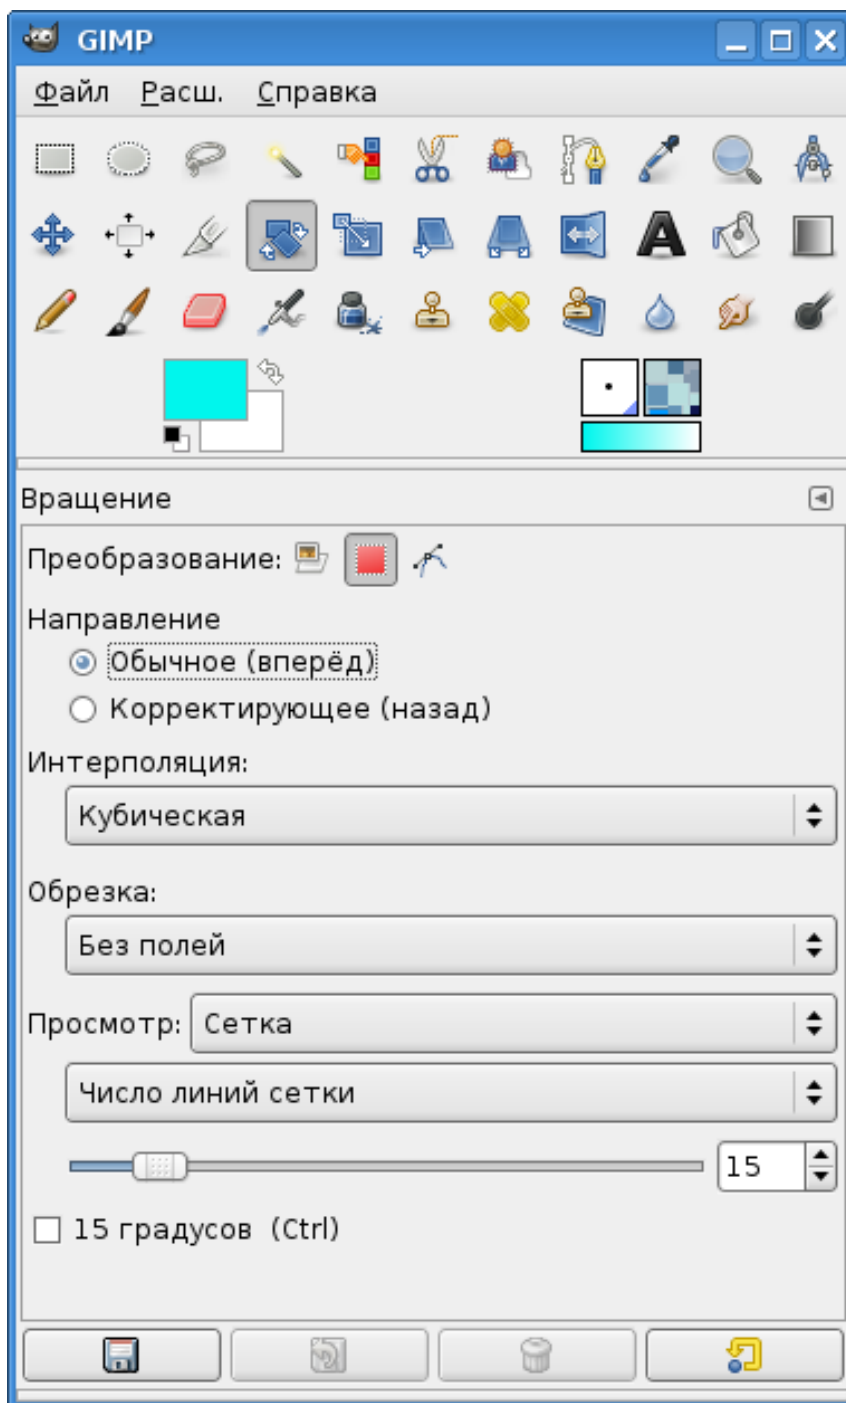 GIMP
Файл Расш. Справка
Вращение
Преобразование:
Направление
Обычное (вперёд)
Корректирующее (назад)
Интерполяция:
Кубическая
Обрезка:
Без полей
Просмотр: Сетка
Число линий сетки
15
15 градусов (Ctrl)